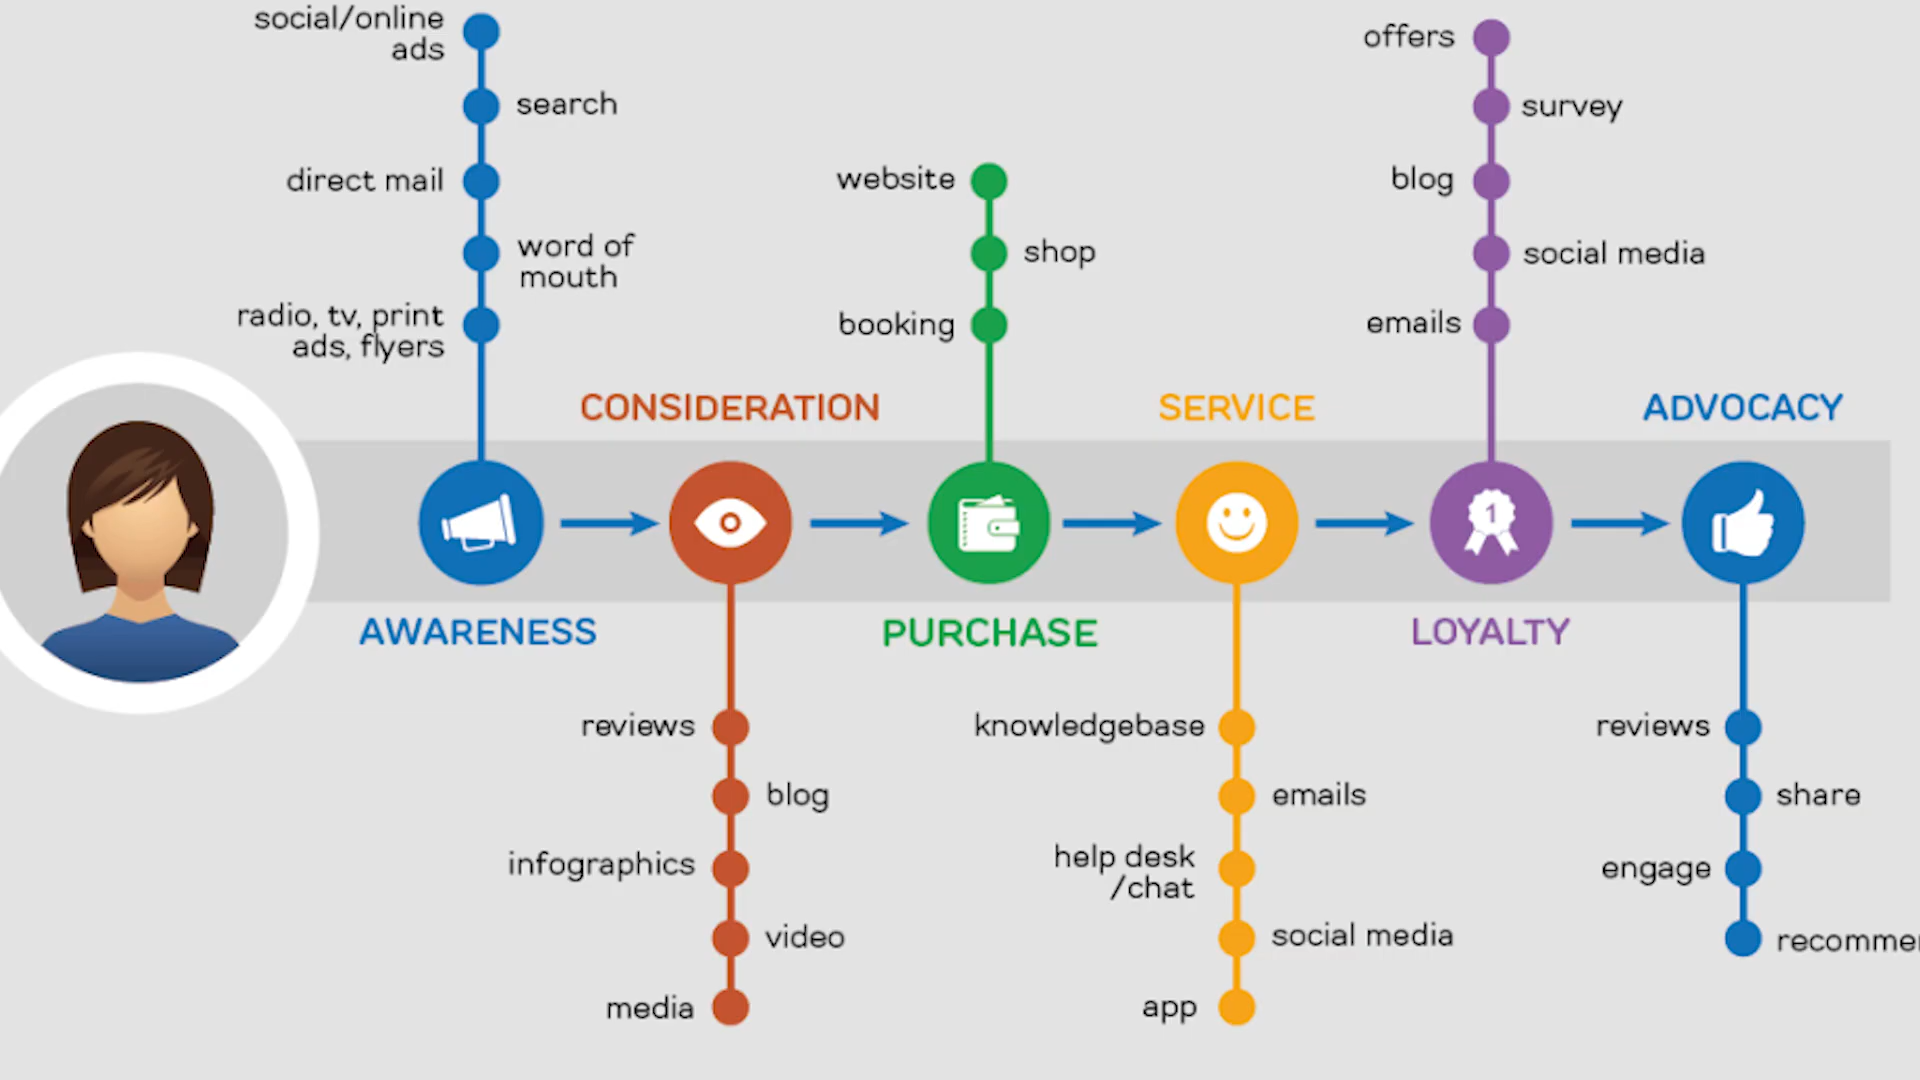 social/online
ads
search
direct mail
word of
mouth
radio, tv, print
ads, flyers
AWARENESS
CONSIDERATION
reviews
blog
infographics
video
media
website
shop
booking
PURCHASE
SERVICE
knowledgebase
emails
help desk
/chat
social media
app
offers
survey
blog
social media
emails
1
LOYALTY
ADVOCACY
reviews
share
engage